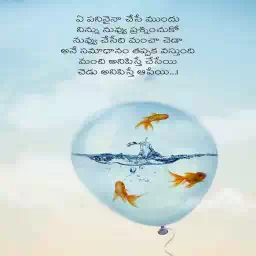 ఏ పనినైనా చేసే ముందు
నిన్ను నువ్వు ప్రశ్నించుకో
నువ్వు చేసేది మంచా చెడా
అనే సమాధానం తప్పక వస్తుంది
మంచి అనిపిస్తే చేసేయి
చెడు అనిపిస్తే ఆపేయి...!